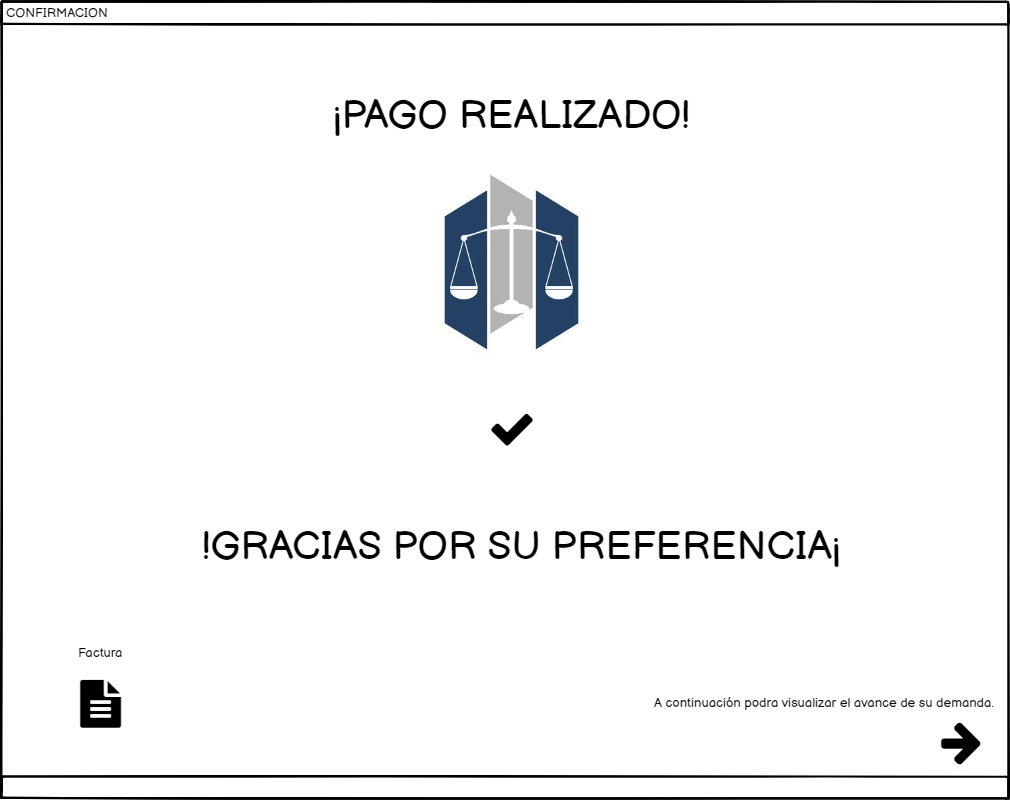 CONFIRMACION
¡PAGO REALIZADO!
!GRACIAS POR SU PREFERENCIA¡
Factura
A continuación podra visualizar el avance de su demanda.